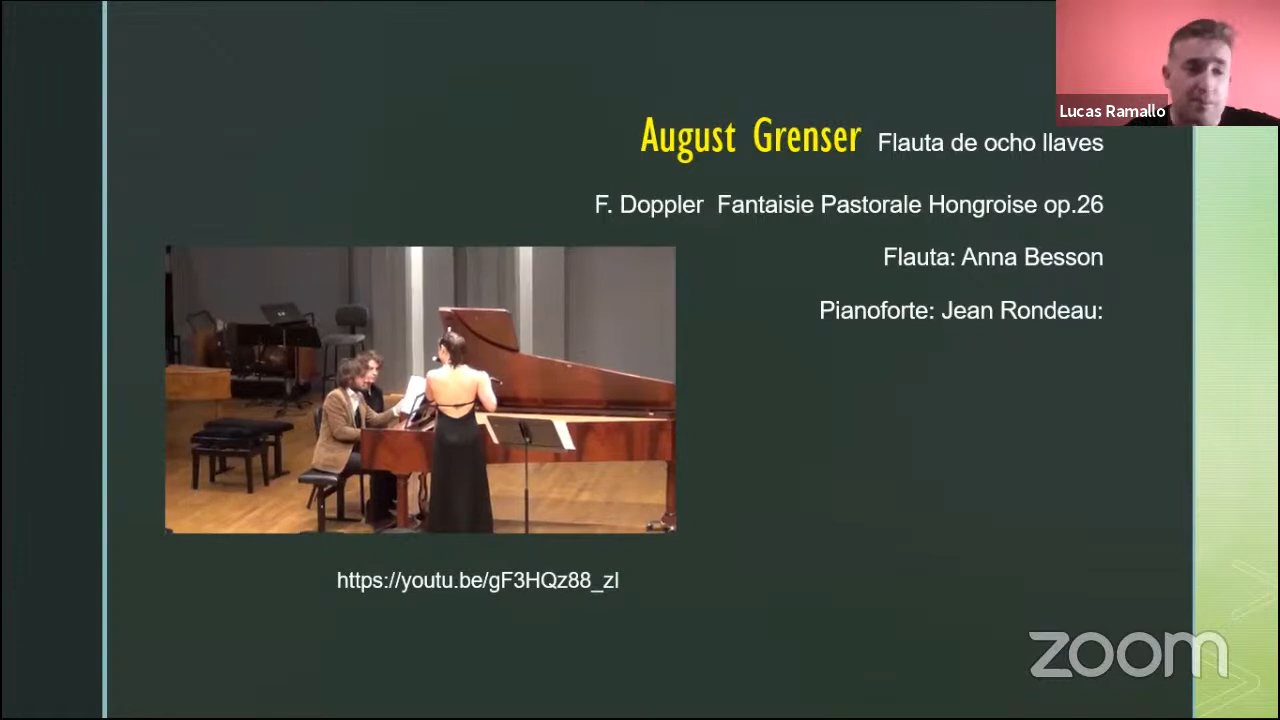 Lucas Ramallo
August Grenser Flauta de ocho llaves
F. Doppler Fantaisie Pastorale Hongroise op.26
Flauta: Anna Besson
Pianoforte: Jean Rondeau:
https://youtu.be/gF3HQz88_zI
zoom